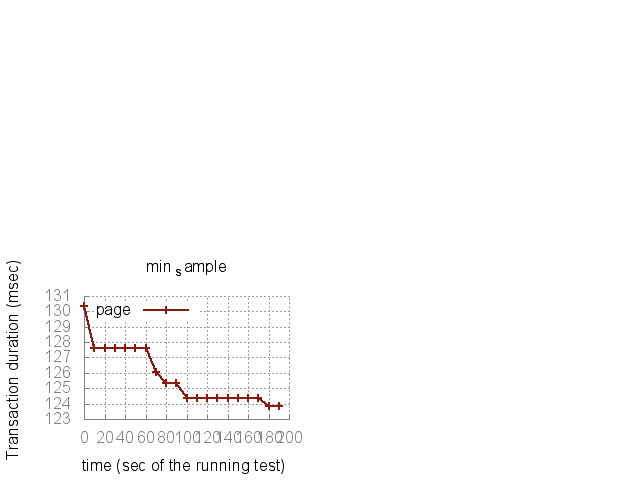 min sample
Transaction duration (msec)
131
130
129
128
127
126
125
124
123
page
0 20 40 60 80 100 120 140 160 180 200
time (sec of the running test)